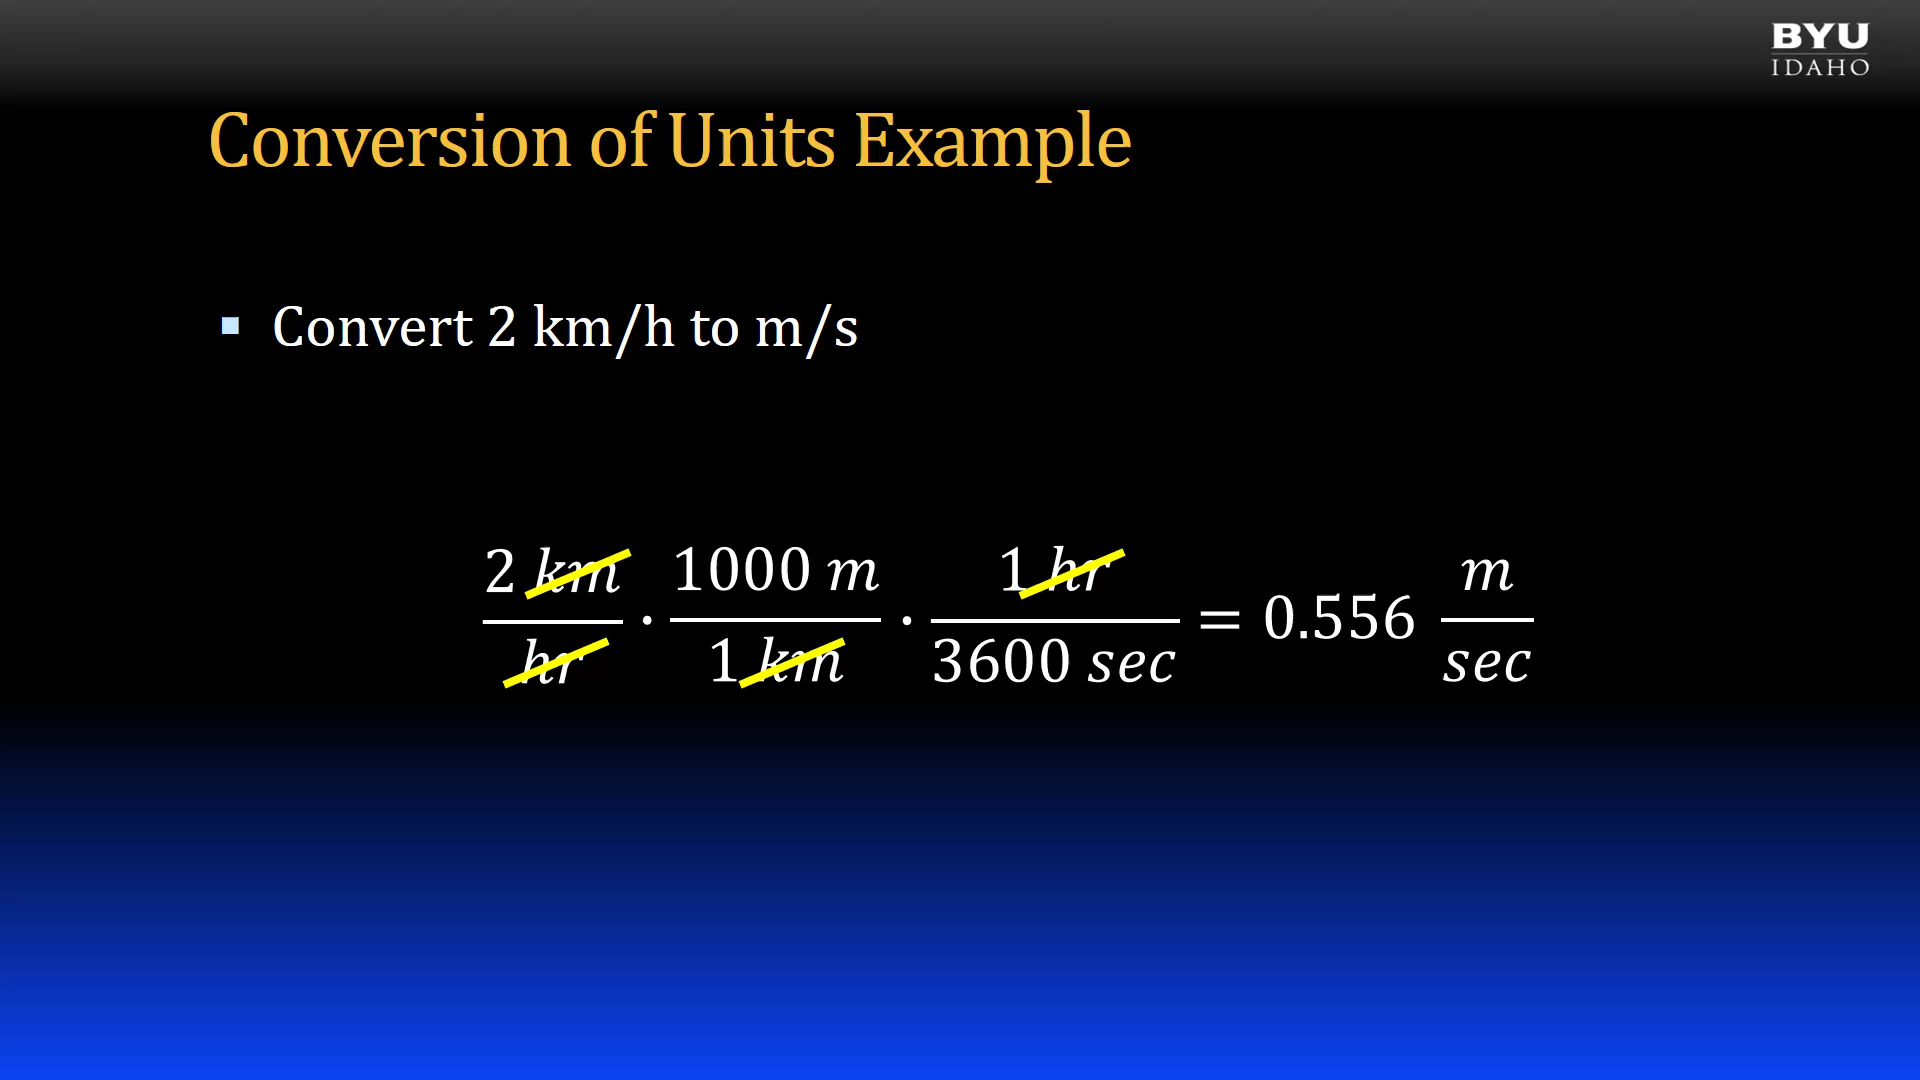 BYU
IDAHO
Conversion of Units Example
▪ Convert 2 km/h to m/s
2 km/hr · 1000 m/1 km · 1 hr/3600 sec = 0.556 m/sec